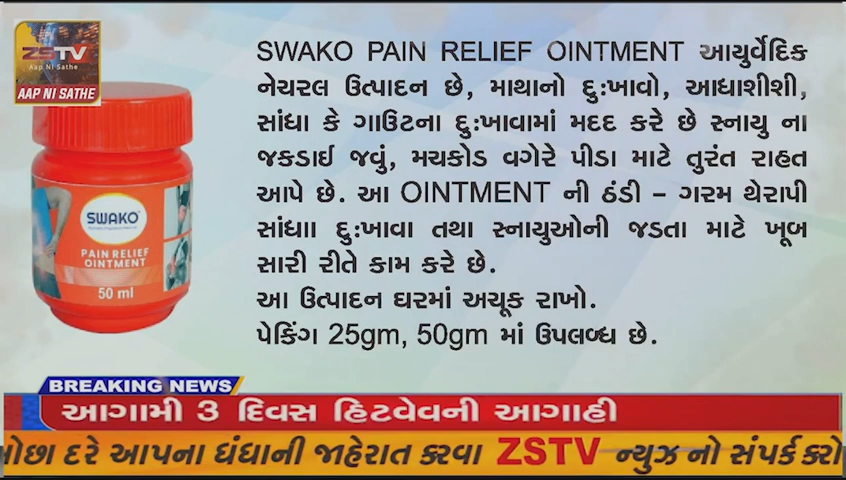 ZSTV
Aap Ni Sathe
AAP NI SATHE
SWAKO PAIN RELIEF OINTMENT આયુર્વેદિક
નેચરલ ઉત્પાદન છે, માથાનો દુઃખાવો, આધાશીશી,
સાંધા કે ગાઉટના દુઃખાવામાં મદદ કરે છે સ્નાયુ ના
જકડાઈ જવું, મચકોડ વગેરે પીડા માટે તુરંત રાહત
આપે છે. આ OINTMENT ની ઠંડી – ગરમ થેરાપી
સાંધાા દુઃખાવા તથા સ્નાયુઓની જડતા માટે ખૂબ
સારી રીતે કામ કરે છે.
આ ઉત્પાદન ઘરમાં અચૂક રાખો.
પેકિંગ 25gm, 50gm માં ઉપલબ્ધ છે.
SWAKO
PAIN RELIEF
OINTMENT
50 ml
BREAKING NEWS
આગામી 3 દિવસ હિટવેવની આગાહી
ઓછા દરે આપના ધંધાની જાહેરાત કરવા ZSTV ન્યુઝ નો સંપર્ક કરો